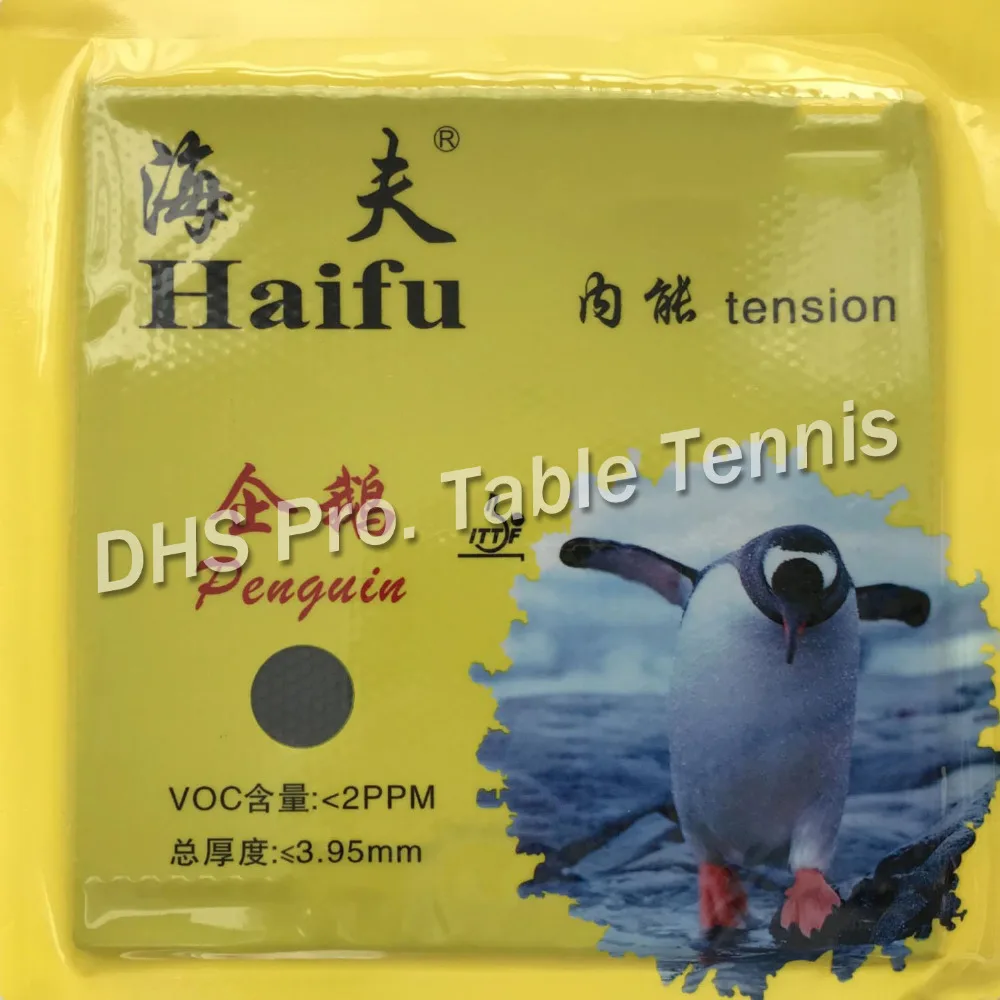 海夫®
Haifu
内能 tension
企鹅
DHS Pro. Table Tennis
ITTF
Penguin
VOC含量:<2PPM
总厚度:≤3.95mm